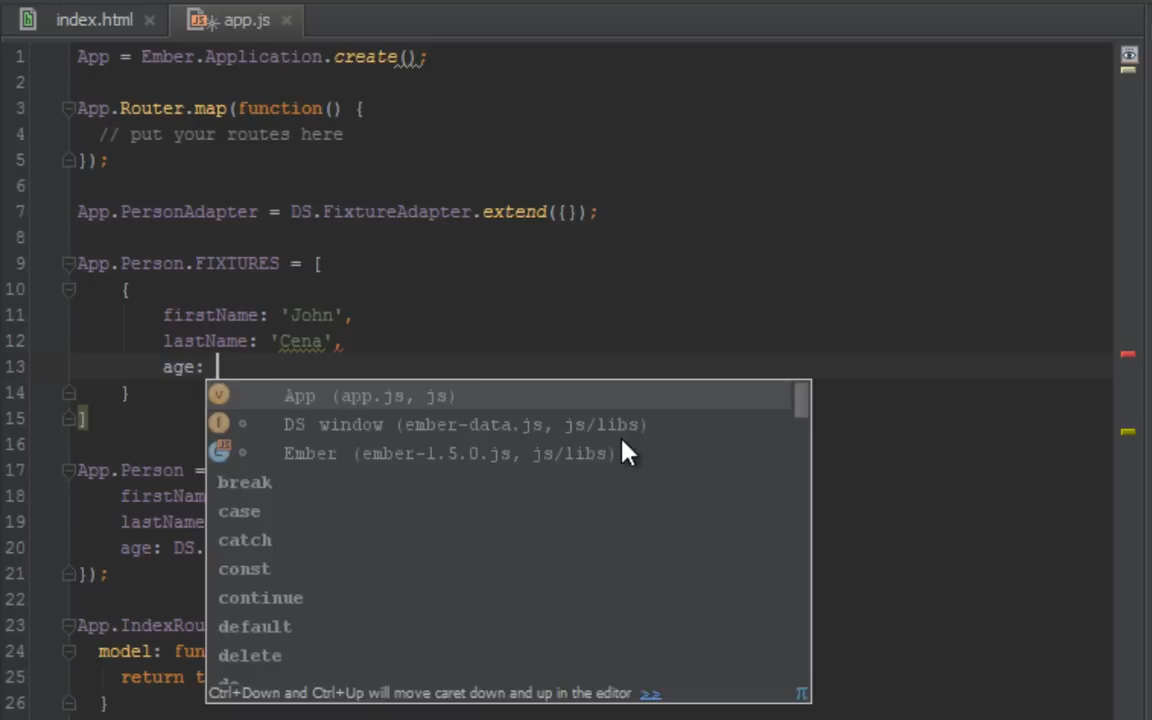 index.html
app.js
1 App = Ember.Application.create();
2
3 App.Router.map(function() {
4 // put your routes here
5 });
6
7 App.PersonAdapter = DS.FixtureAdapter.extend({});
8
9 App.Person.FIXTURES = [
10 {
11 firstName: 'John',
12 lastName: 'Cena',
13 age:
14 }
15 ]
16
17 App.Person =
18 firstNam
19 lastName
20 age: DS.
21 });
22
23 App.IndexRou
24 model: fun
25 return t
26 }
App (app.js, js)
DS window (ember-data.js, js/libs)
Ember (ember-1.5.0.js, js/libs)
break
case
catch
const
continue
default
delete
do
Ctrl+Down and Ctrl+Up will move caret down and up in the editor >>
π